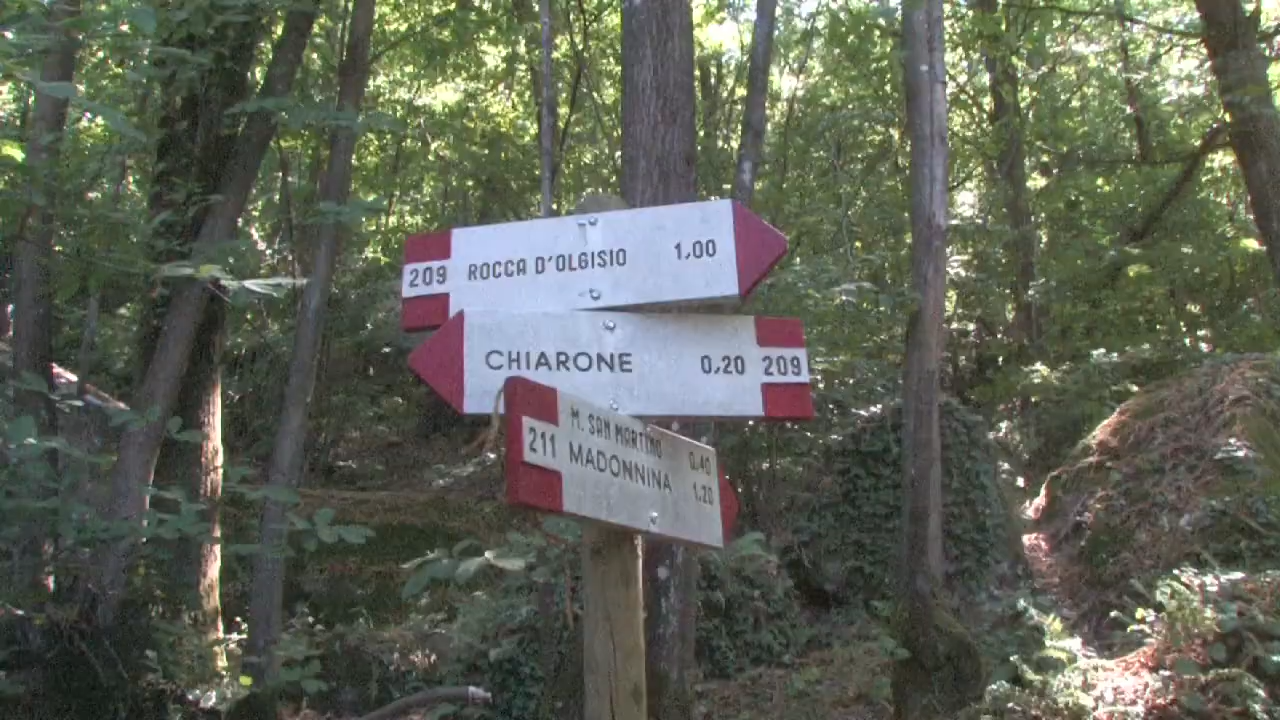 209 ROCCA D'OLGISIO 1,00
CHIARONE 0,20 209
M. SAN MARTINO 0,40
211 MADONNINA 1,20